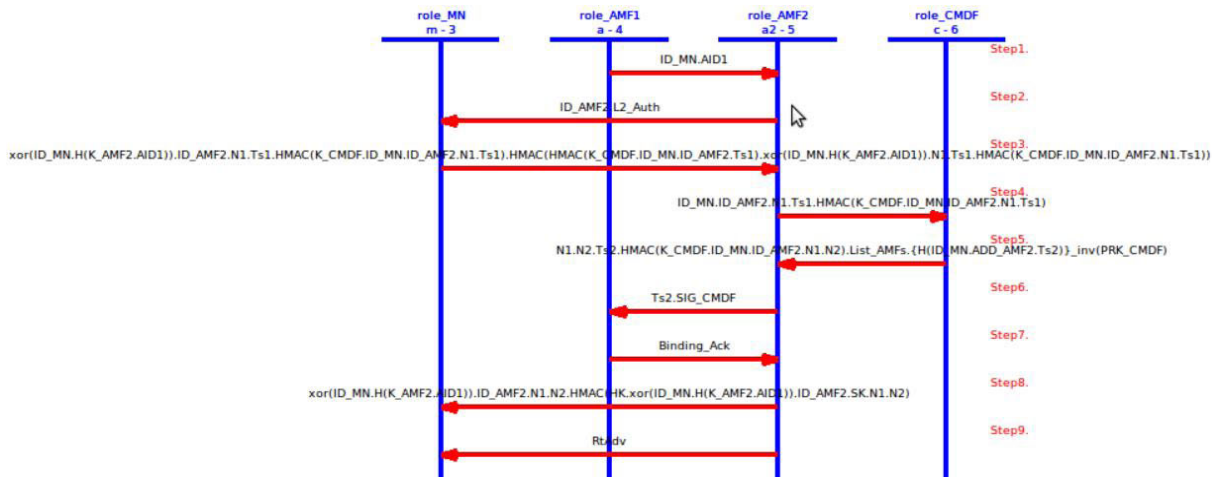 role_MN role_AMF1 role_AMF2 role_CMDF
m - 3 a - 4 a2 - 5 c - 6
Step1.
ID_MN.AID1
Step2.
ID_AMF2.L2_Auth
Step3.
xor(ID_MN.H(K_AMF2.AID1)).ID_AMF2.N1.Ts1.HMAC(K_CMDF.ID_MN.ID_AMF2.N1.Ts1).HMAC(HMAC(K_CMDF.ID_MN.ID_AMF2.Ts1).xor(ID_MN.H(K_AMF2.AID1)).N1.Ts1.HMAC(K_CMDF.ID_MN.ID_AMF2.N1.Ts1))
Step4.
ID_MN.ID_AMF2.N1.Ts1.HMAC(K_CMDF.ID_MN.ID_AMF2.N1.Ts1)
Step5.
N1.N2.Ts2.HMAC(K_CMDF.ID_MN.ID_AMF2.N1.N2).List_AMFs.{H(ID_MN.ADD_AMF2.Ts2)}_inv(PRK_CMDF)
Step6.
Ts2.SIG_CMDF
Step7.
Binding_Ack
Step8.
xor(ID_MN.H(K_AMF2.AID1)).ID_AMF2.N1.N2.HMAC(HK.xor(ID_MN.H(K_AMF2.AID1)).ID_AMF2.SK.N1.N2)
Step9.
RtAdv